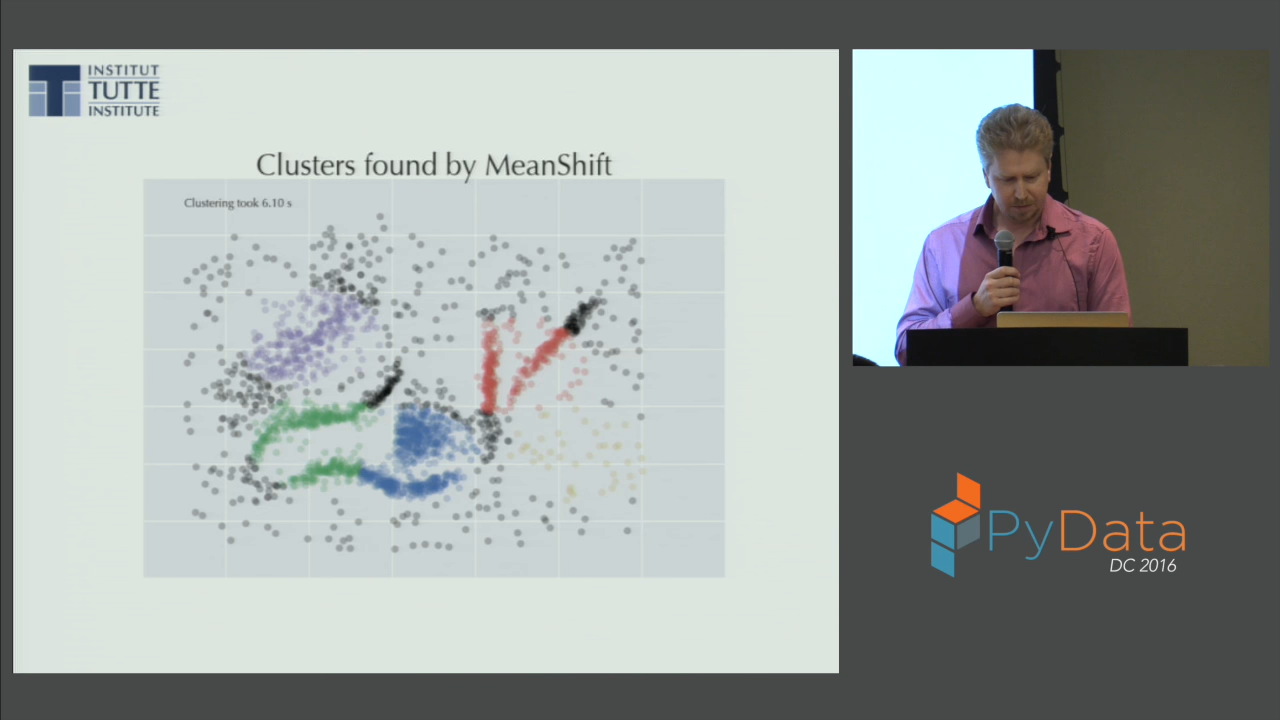 INSTITUT
TUTTE
INSTITUTE
Clusters found by MeanShift
Clustering took 6.10 s
PyData
DC 2016